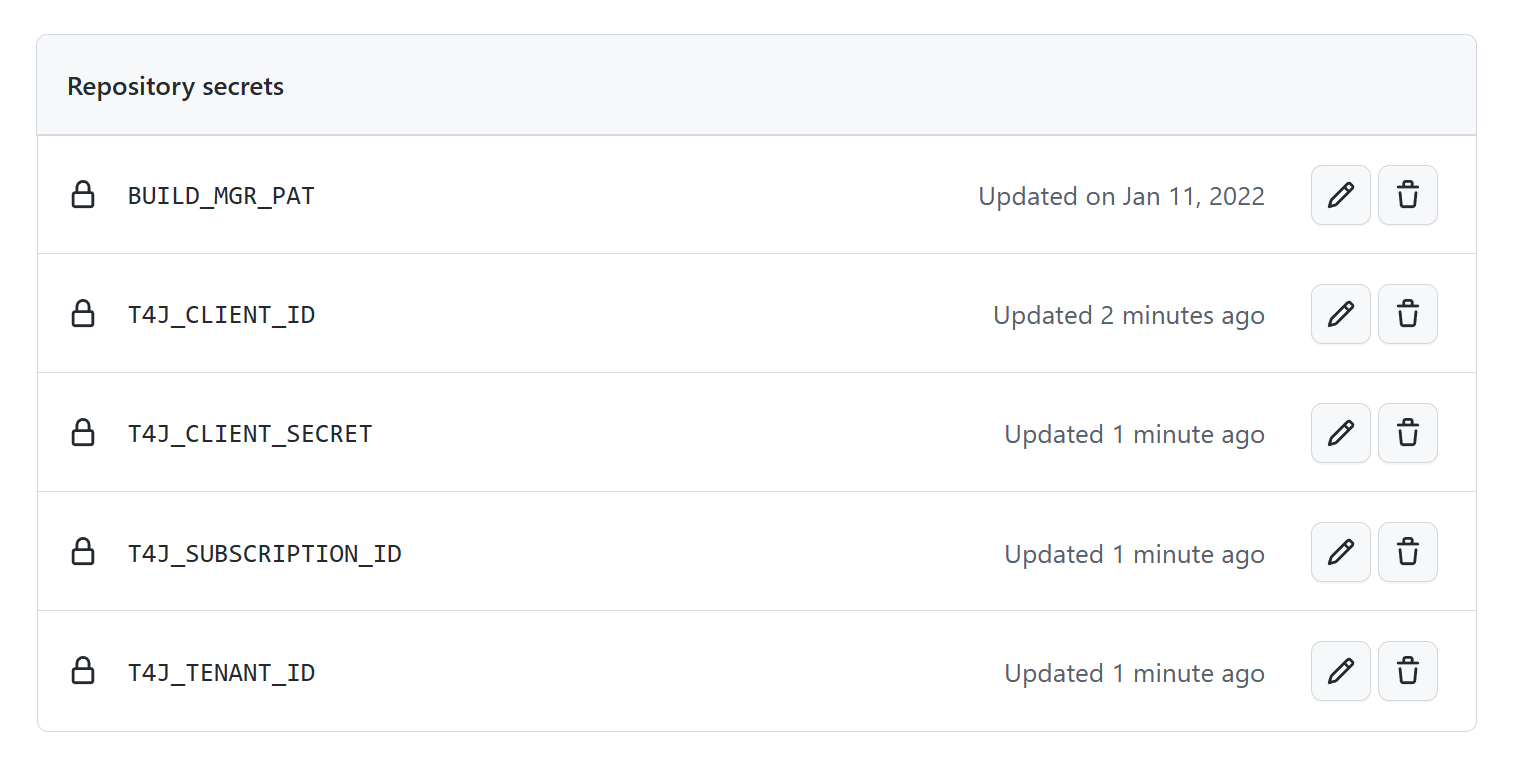 Repository secrets
BUILD_MGR_PAT Updated on Jan 11, 2022
T4J_CLIENT_ID Updated 2 minutes ago
T4J_CLIENT_SECRET Updated 1 minute ago
T4J_SUBSCRIPTION_ID Updated 1 minute ago
T4J_TENANT_ID Updated 1 minute ago